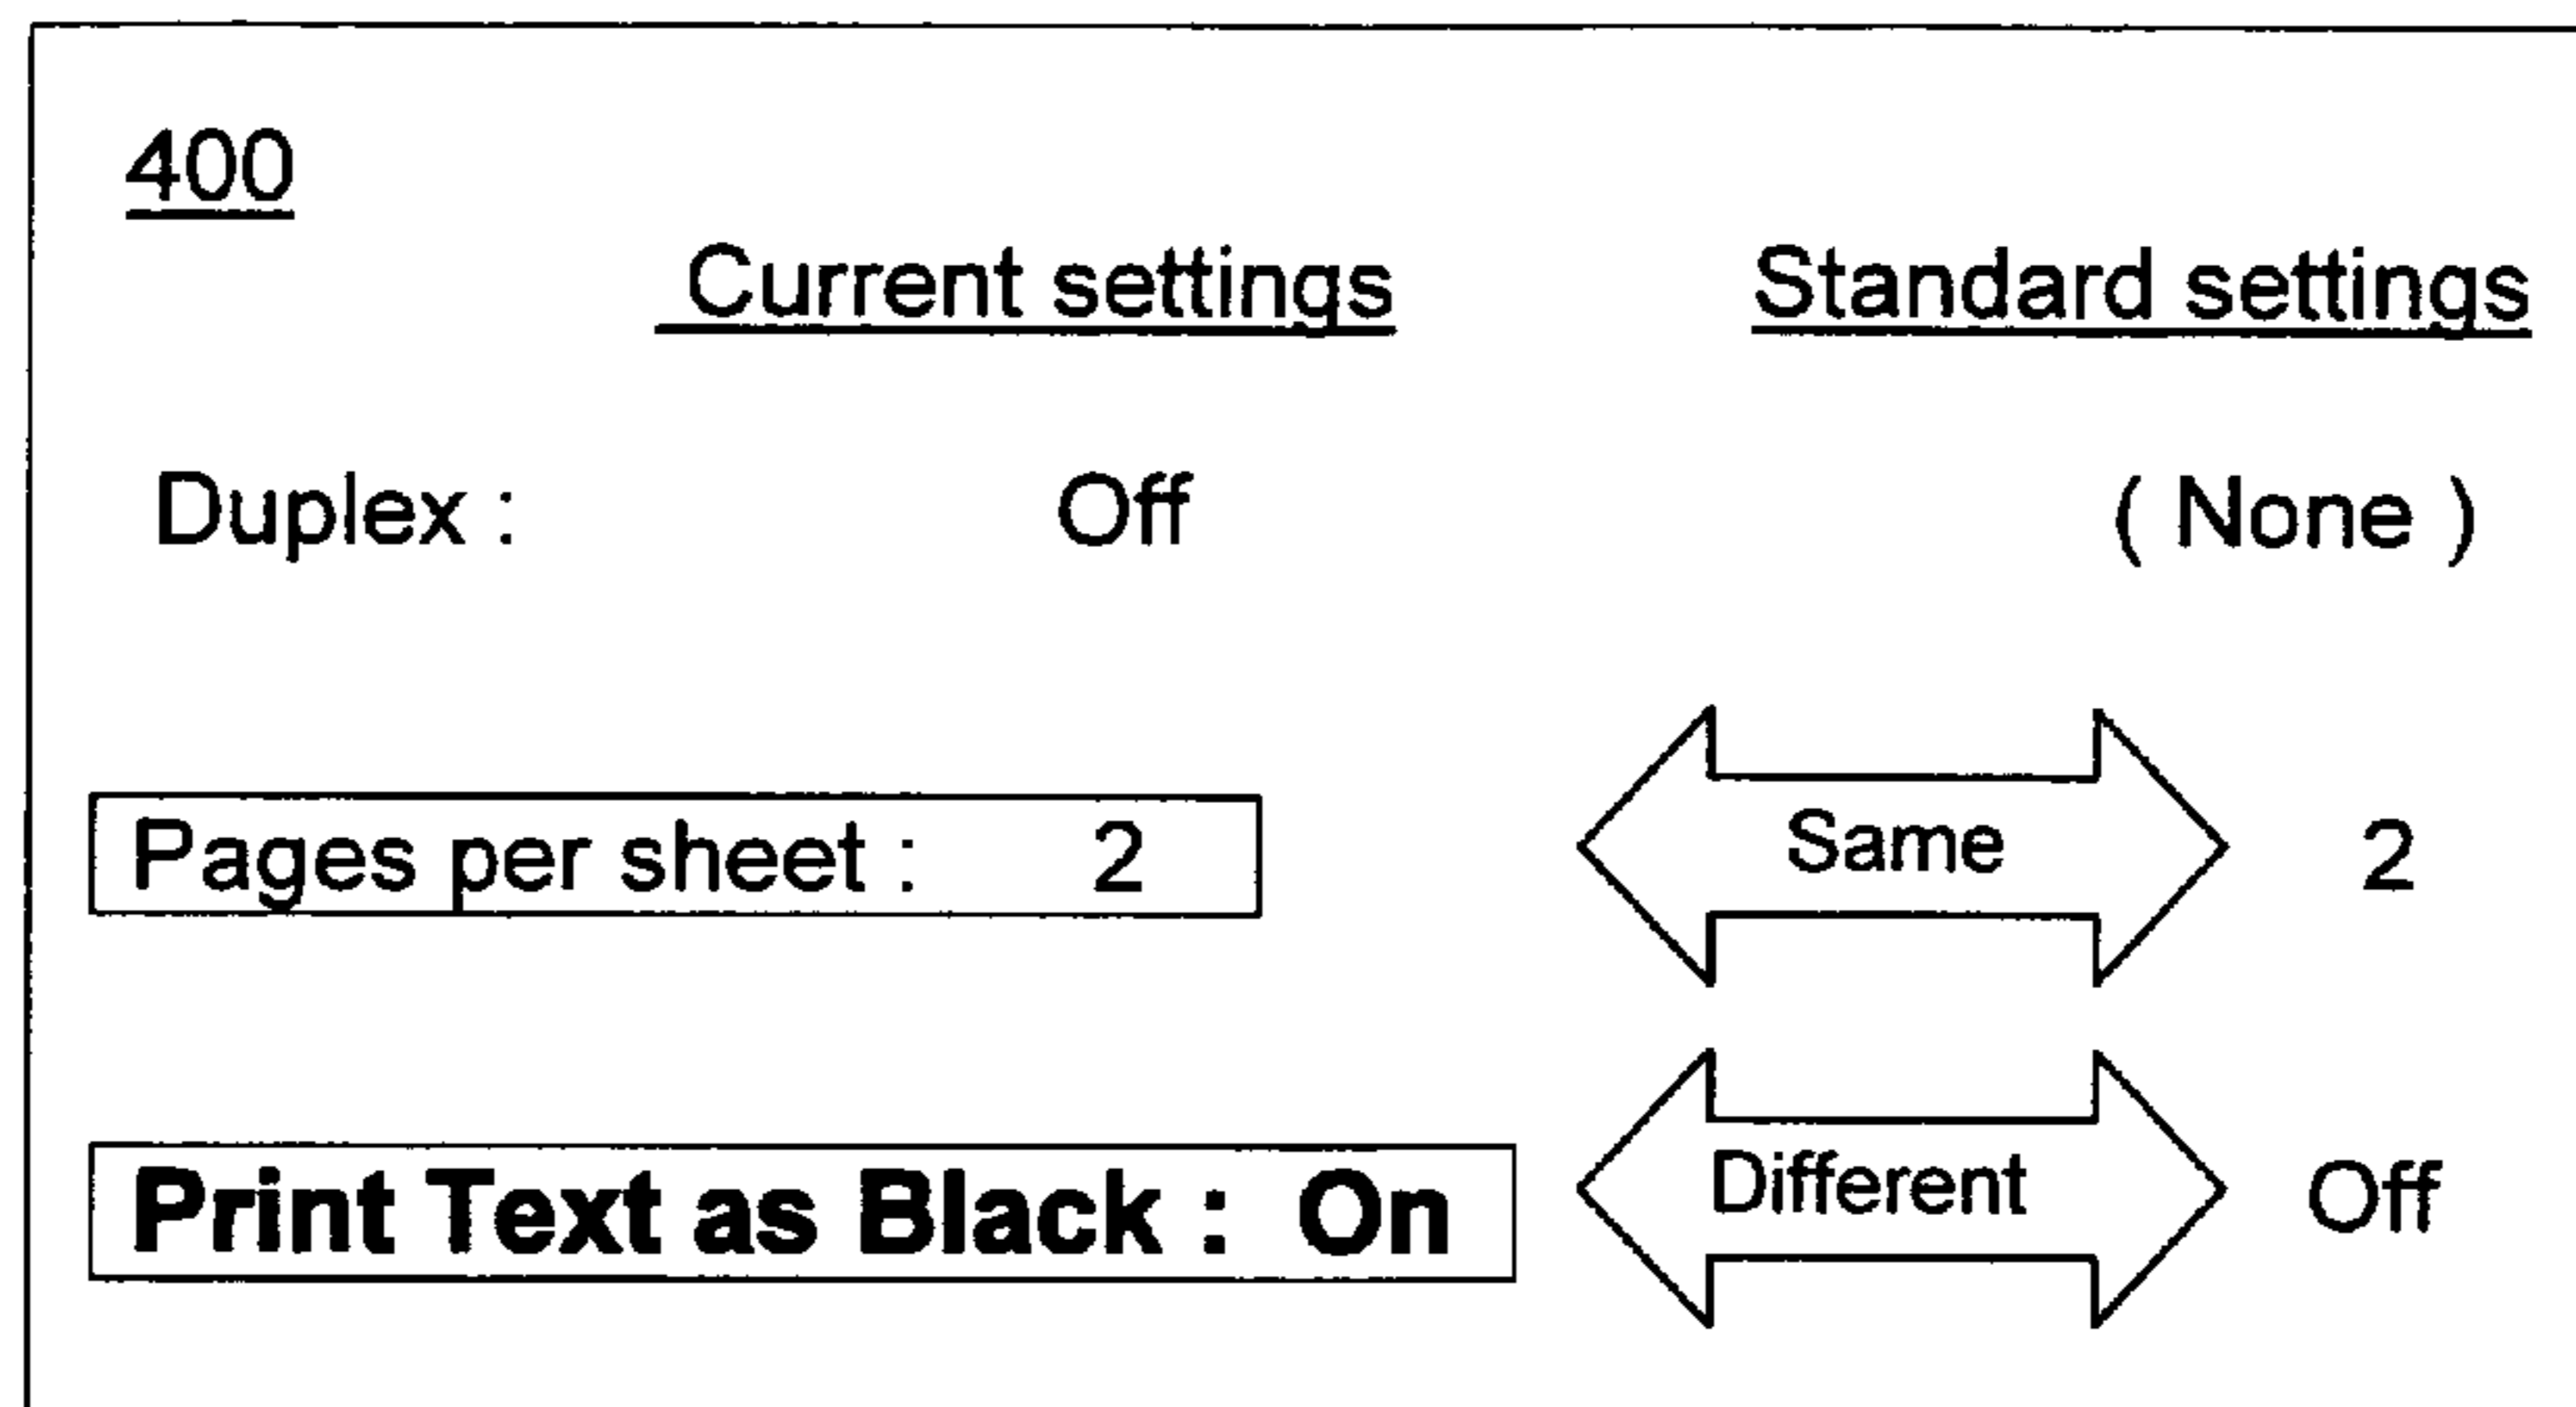 400
Current settings Standard settings
Duplex : Off ( None )
Pages per sheet : 2 Same 2
Print Text as Black : On Different Off